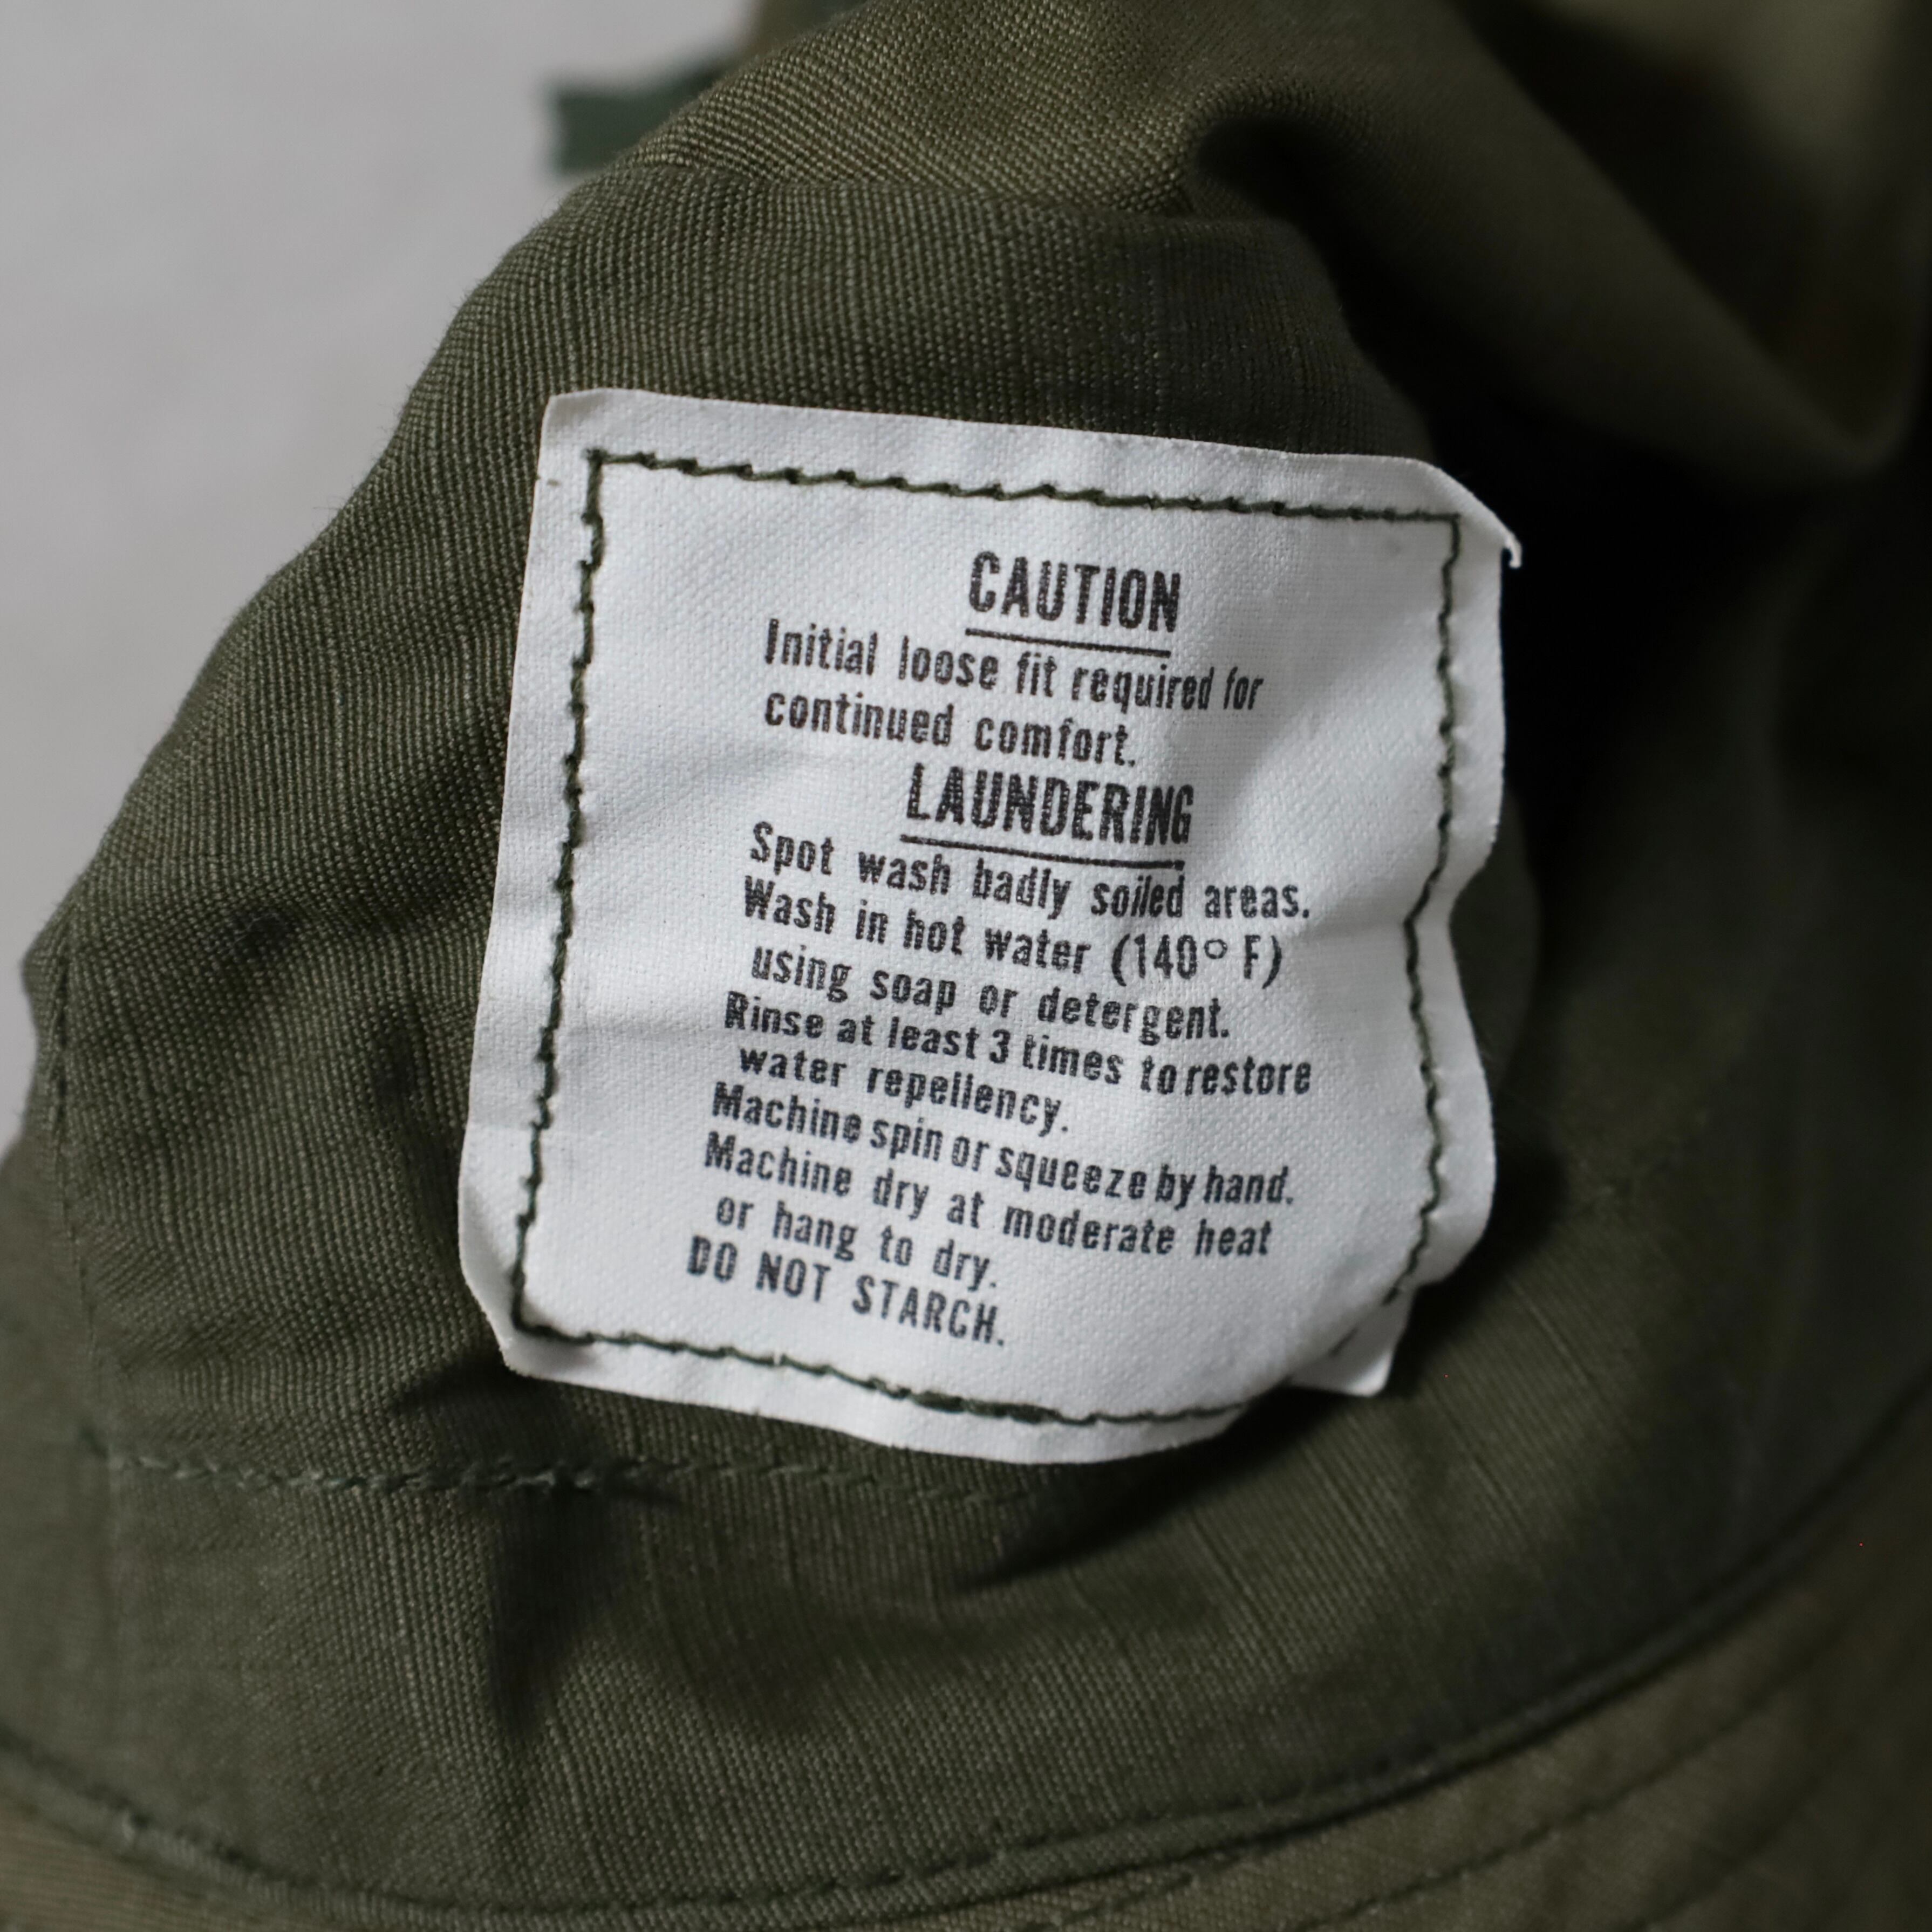 CAUTION
Initial loose fit required for
continued comfort.
LAUNDERING
Spot wash badly soiled areas.
Wash in hot water (140° F)
using soap or detergent.
Rinse at least 3 times to restore
water repellency.
Machine spin or squeeze by hand.
Machine dry at moderate heat
or hang to dry.
DO NOT STARCH.